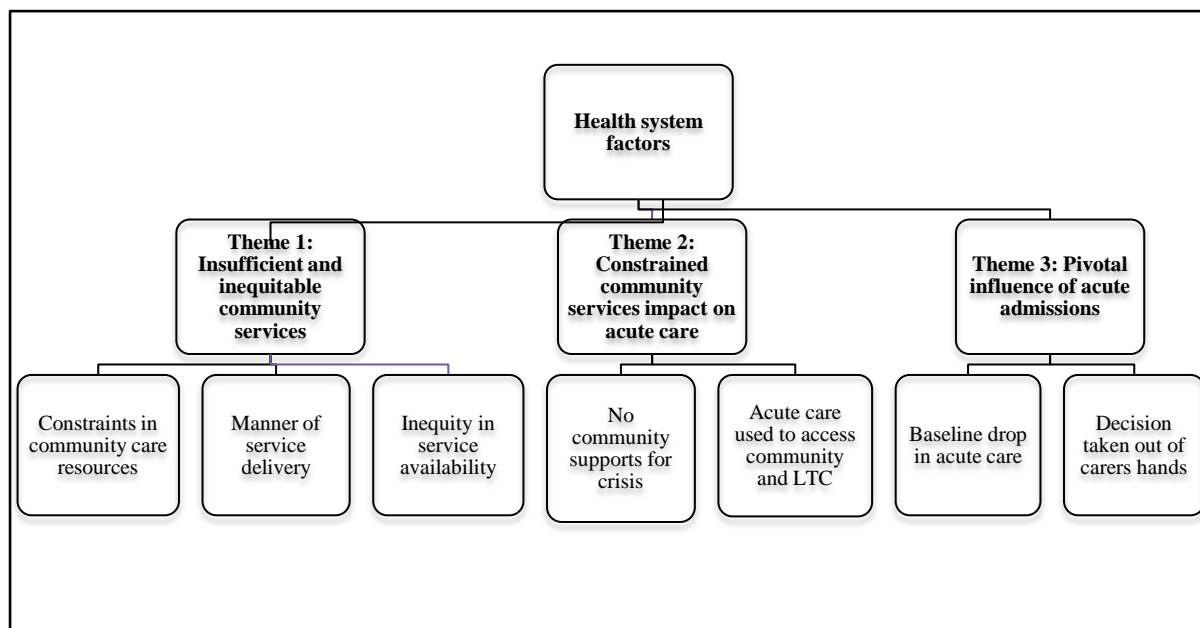 Health system
factors
Theme 1:
Insufficient and
inequitable
community
services
Theme 2:
Constrained
community
services impact on
acute care
Theme 3: Pivotal
influence of acute
admissions
Constraints in
community care
resources
Manner of
service
delivery
Inequity in
service
availability
No
community
supports for
crisis
Acute care
used to access
community
and LTC
Baseline drop
in acute care
Decision
taken out of
carers hands